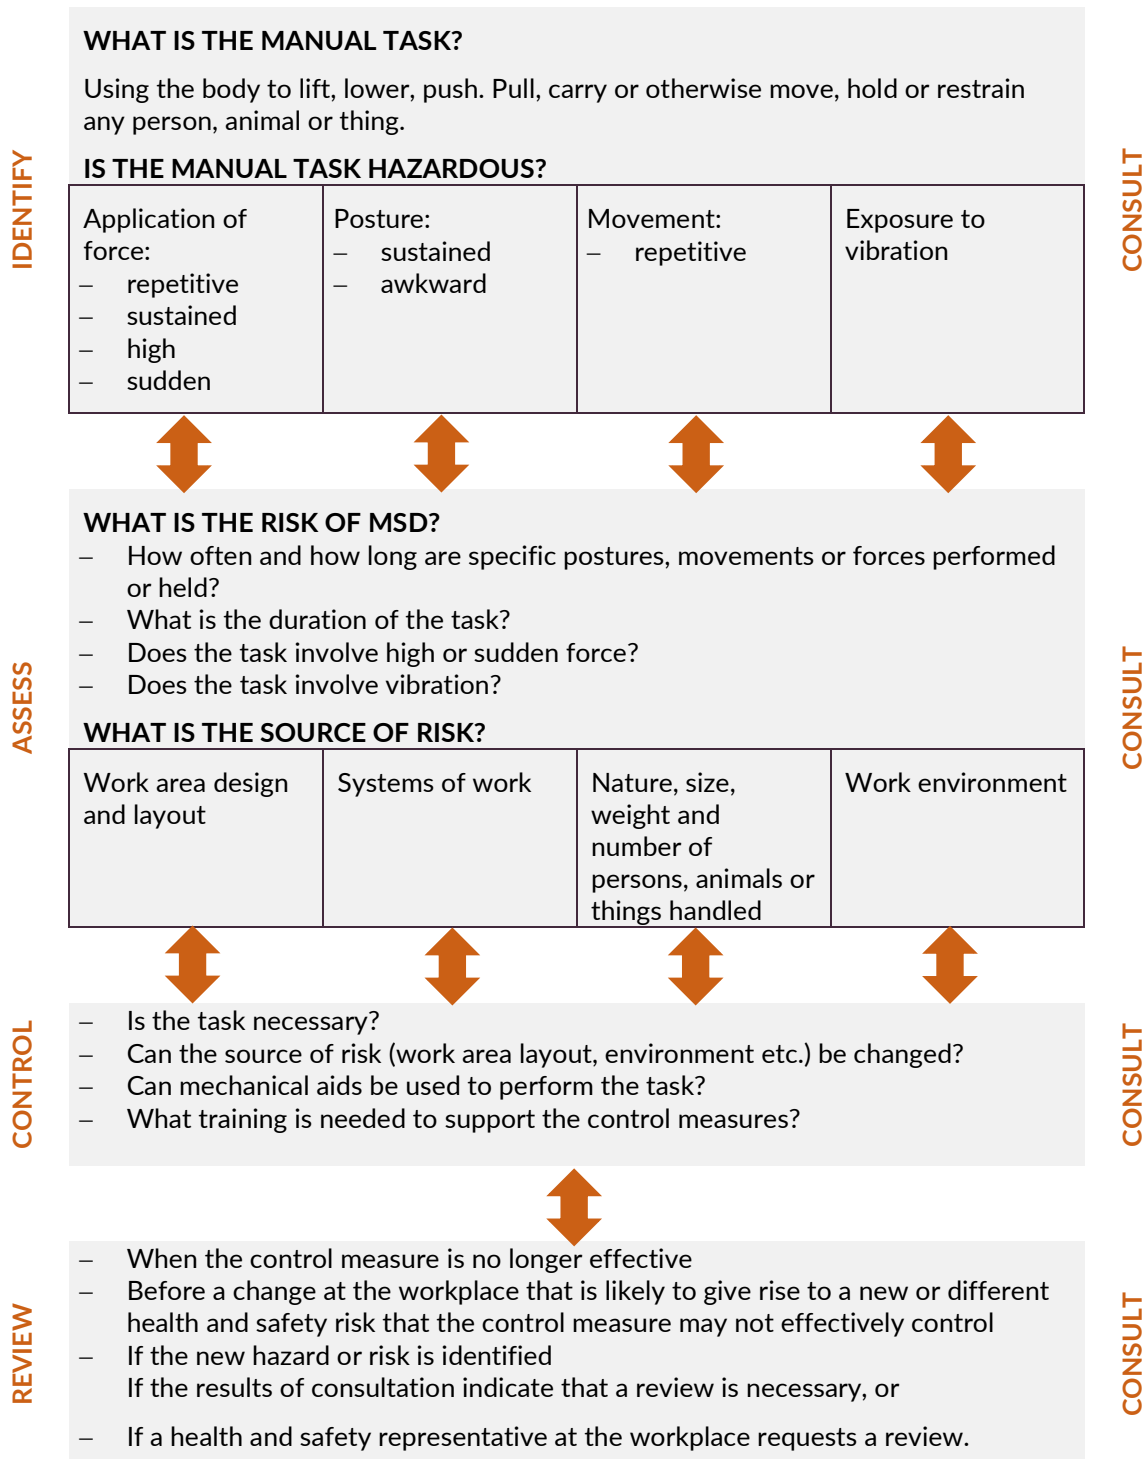 WHAT IS THE MANUAL TASK?
Using the body to lift, lower, push. Pull, carry or otherwise move, hold or restrain
any person, animal or thing.
IS THE MANUAL TASK HAZARDOUS?
IDENTIFY
CONSULT
Application of
force:
– repetitive
– sustained
– high
– sudden
Posture:
– sustained
– awkward
Movement:
– repetitive
Exposure to
vibration
WHAT IS THE RISK OF MSD?
– How often and how long are specific postures, movements or forces performed
or held?
– What is the duration of the task?
– Does the task involve high or sudden force?
– Does the task involve vibration?
ASSESS
CONSULT
WHAT IS THE SOURCE OF RISK?
Work area design
and layout
Systems of work
Nature, size,
weight and
number of
persons, animals or
things handled
Work environment
CONTROL
CONSULT
– Is the task necessary?
– Can the source of risk (work area layout, environment etc.) be changed?
– Can mechanical aids be used to perform the task?
– What training is needed to support the control measures?
REVIEW
CONSULT
– When the control measure is no longer effective
– Before a change at the workplace that is likely to give rise to a new or different
health and safety risk that the control measure may not effectively control
– If the new hazard or risk is identified
If the results of consultation indicate that a review is necessary, or
– If a health and safety representative at the workplace requests a review.